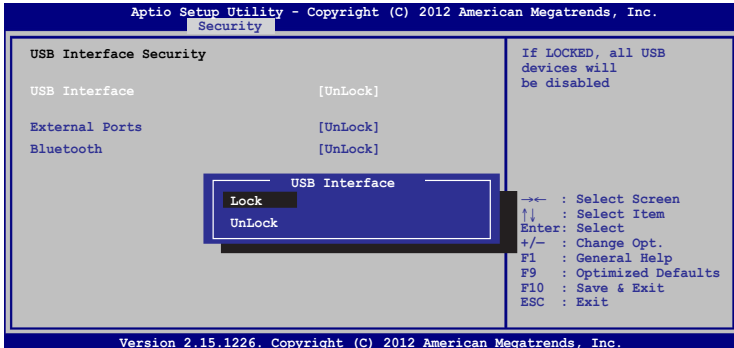 Aptio Setup Utility - Copyright (C) 2012 American Megatrends, Inc.
Security
USB Interface Security
USB Interface [UnLock]
External Ports [UnLock]
Bluetooth [UnLock]
If LOCKED, all USB
devices will
be disabled
USB Interface
Lock
UnLock
→← : Select Screen
↑↓ : Select Item
Enter: Select
+/— : Change Opt.
F1 : General Help
F9 : Optimized Defaults
F10 : Save & Exit
ESC : Exit
Version 2.15.1226. Copyright (C) 2012 American Megatrends, Inc.